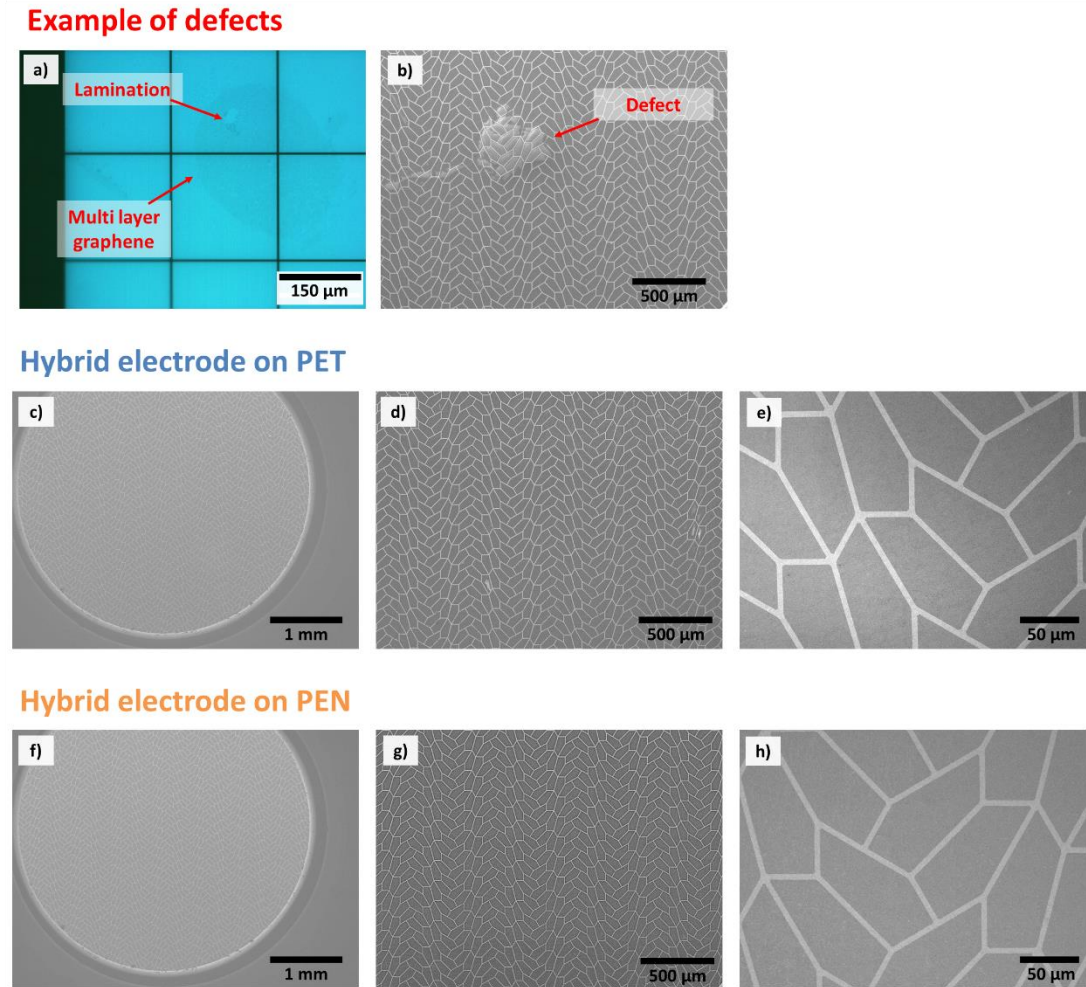 Example of defects
a)
Lamination
Multi layer
graphene
150 µm
b)
Defect
500 µm
Hybrid electrode on PET
c)
1 mm
d)
500 µm
e)
50 µm
Hybrid electrode on PEN
f)
1 mm
g)
500 µm
h)
50 µm